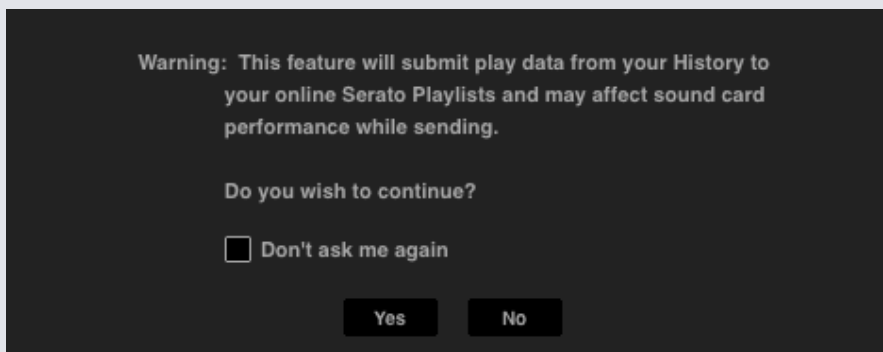 Warning: This feature will submit play data from your History to
your online Serato Playlists and may affect sound card
performance while sending.
Do you wish to continue?
Don't ask me again
Yes No